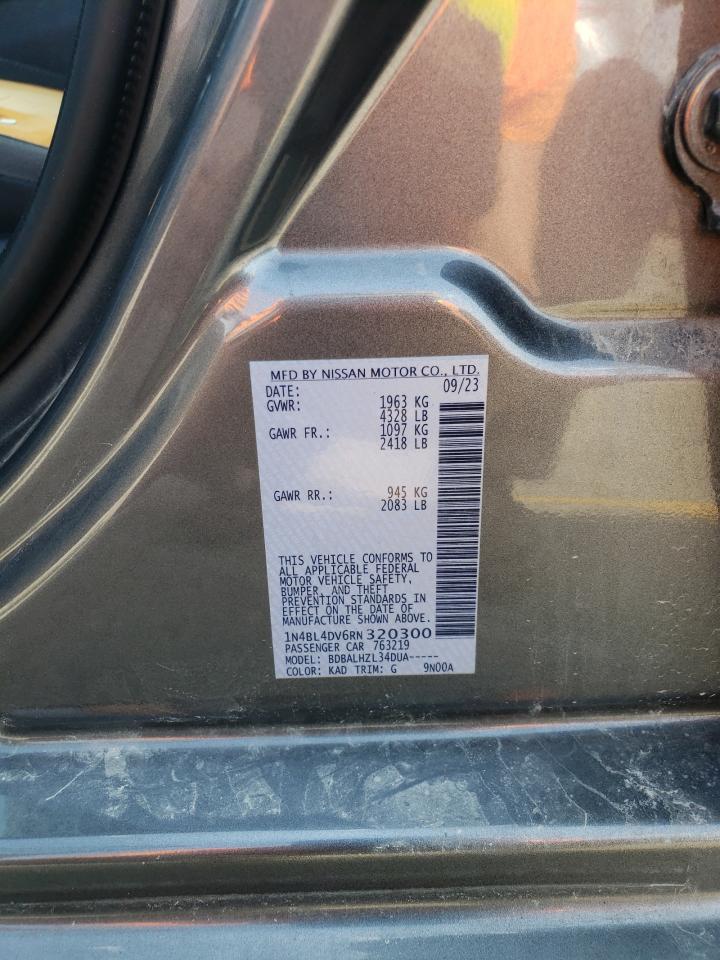 MFD BY NISSAN MOTOR CO., LTD.
DATE: 09/23
GVWR: 1963 KG
4328 LB
GAWR FR.: 1097 KG
2418 LB
GAWR RR.: 945 KG
2083 LB
THIS VEHICLE CONFORMS TO
ALL APPLICABLE FEDERAL
MOTOR VEHICLE SAFETY,
BUMPER, AND THEFT
PREVENTION STANDARDS IN
EFFECT ON THE DATE OF
MANUFACTURE SHOWN ABOVE.
1N4BL4DV6RN320300
PASSENGER CAR 763219
MODEL: BDBALHZL34DUA-----
COLOR: KAD TRIM: G 9N00A